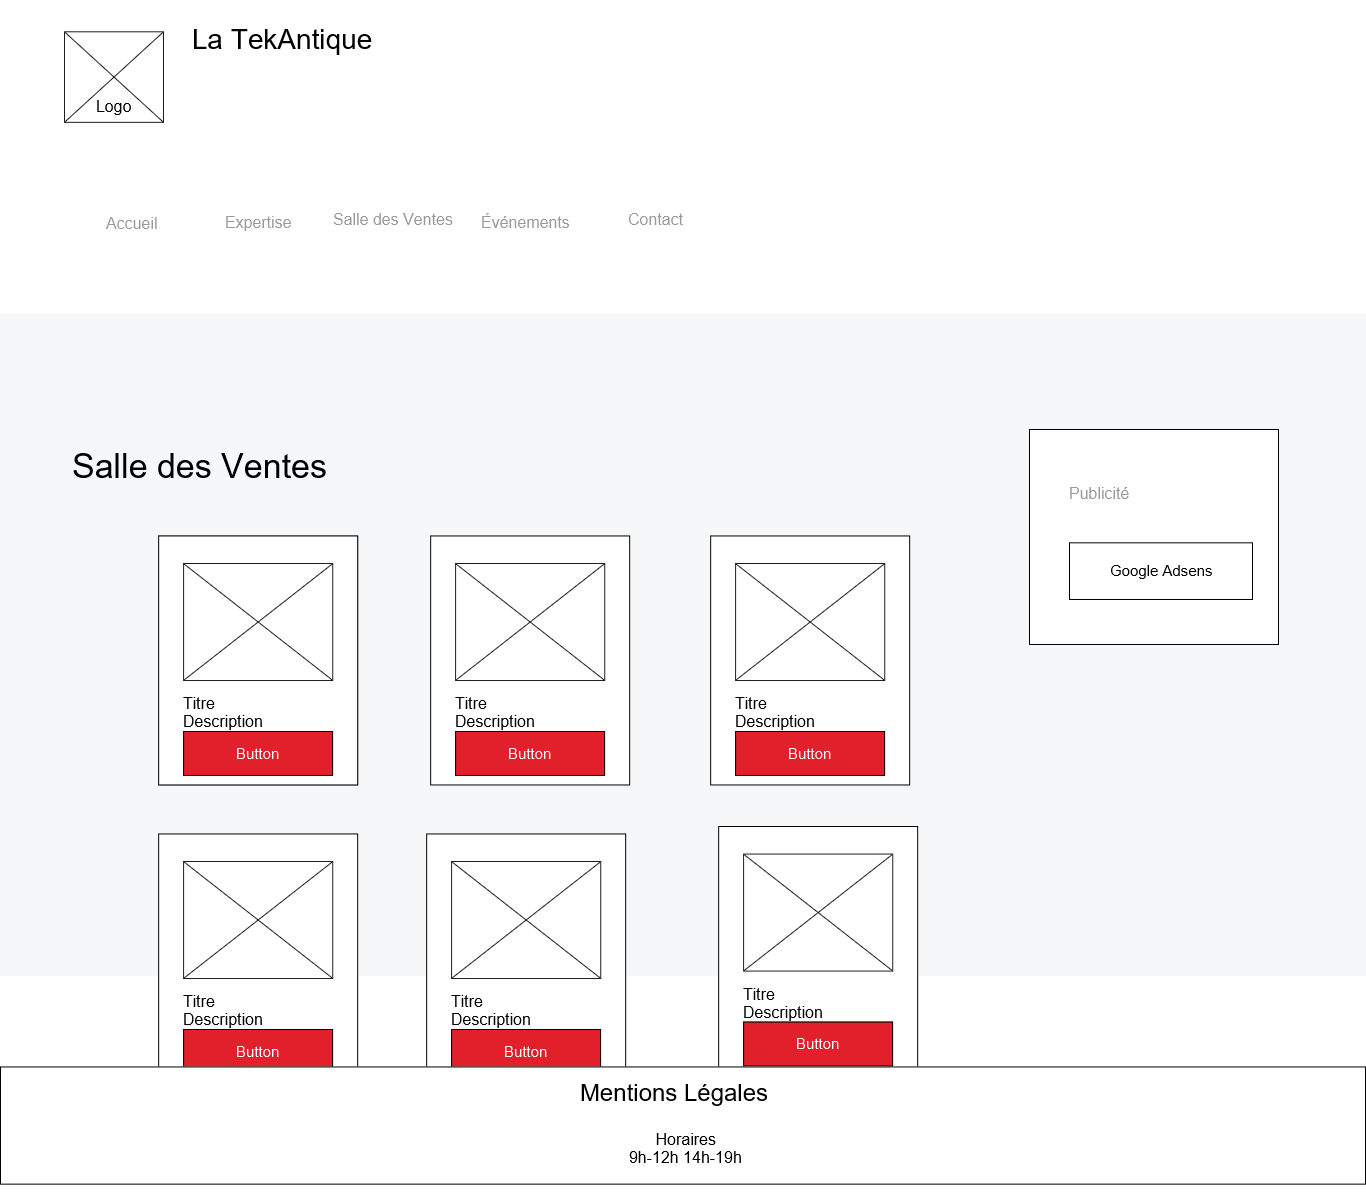 La TekAntique
Logo
Accueil
Expertise
Salle des Ventes
Événements
Contact
Salle des Ventes
Publicité
Google Adsens
Titre
Description
Button
Titre
Description
Button
Titre
Description
Button
Titre
Description
Button
Titre
Description
Button
Titre
Description
Button
Mentions Légales
Horaires
9h-12h 14h-19h